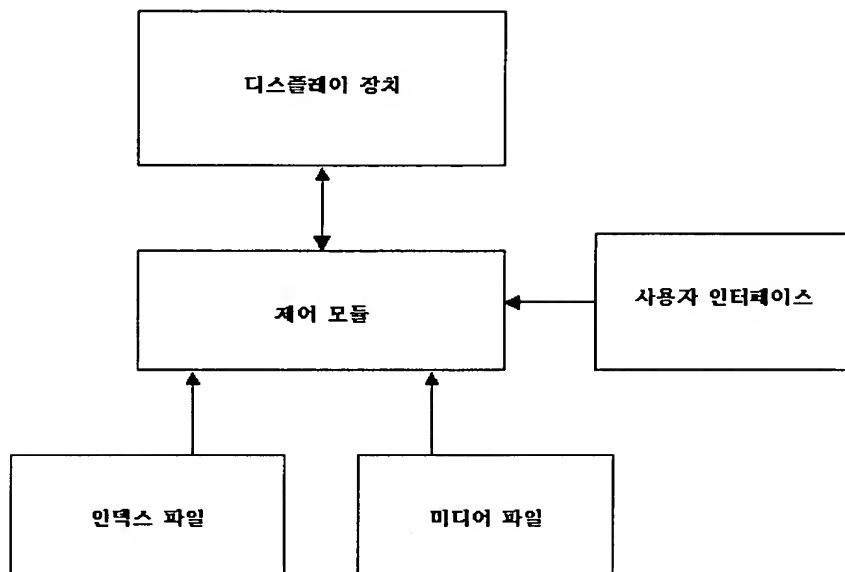 디스플레이 장치
제어 모듈
사용자 인터페이스
인덱스 파일
미디어 파일